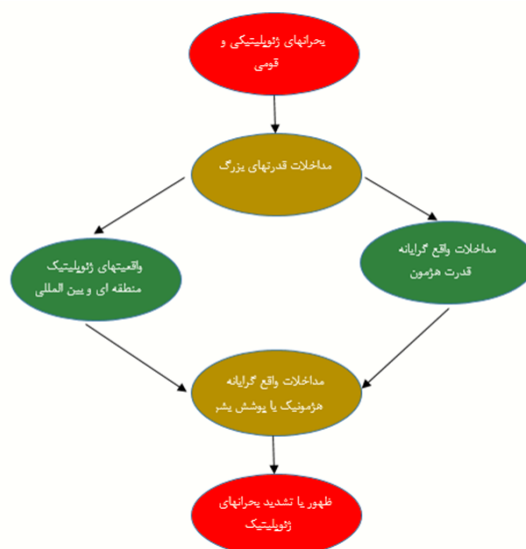 بحرانهای ژئوپلیتیکی و
قومی
مداخلات قدرتهای بزرگ
مداخلات واقع گرایانه
قدرت هژمون
واقعیتهای ژئوپلیتیک
منطقه ای و بین المللی
مداخلات واقع گرایانه
هژمونیک با پوشش بشر
ظهور یا تشدید بحرانهای
ژئوپلیتیک